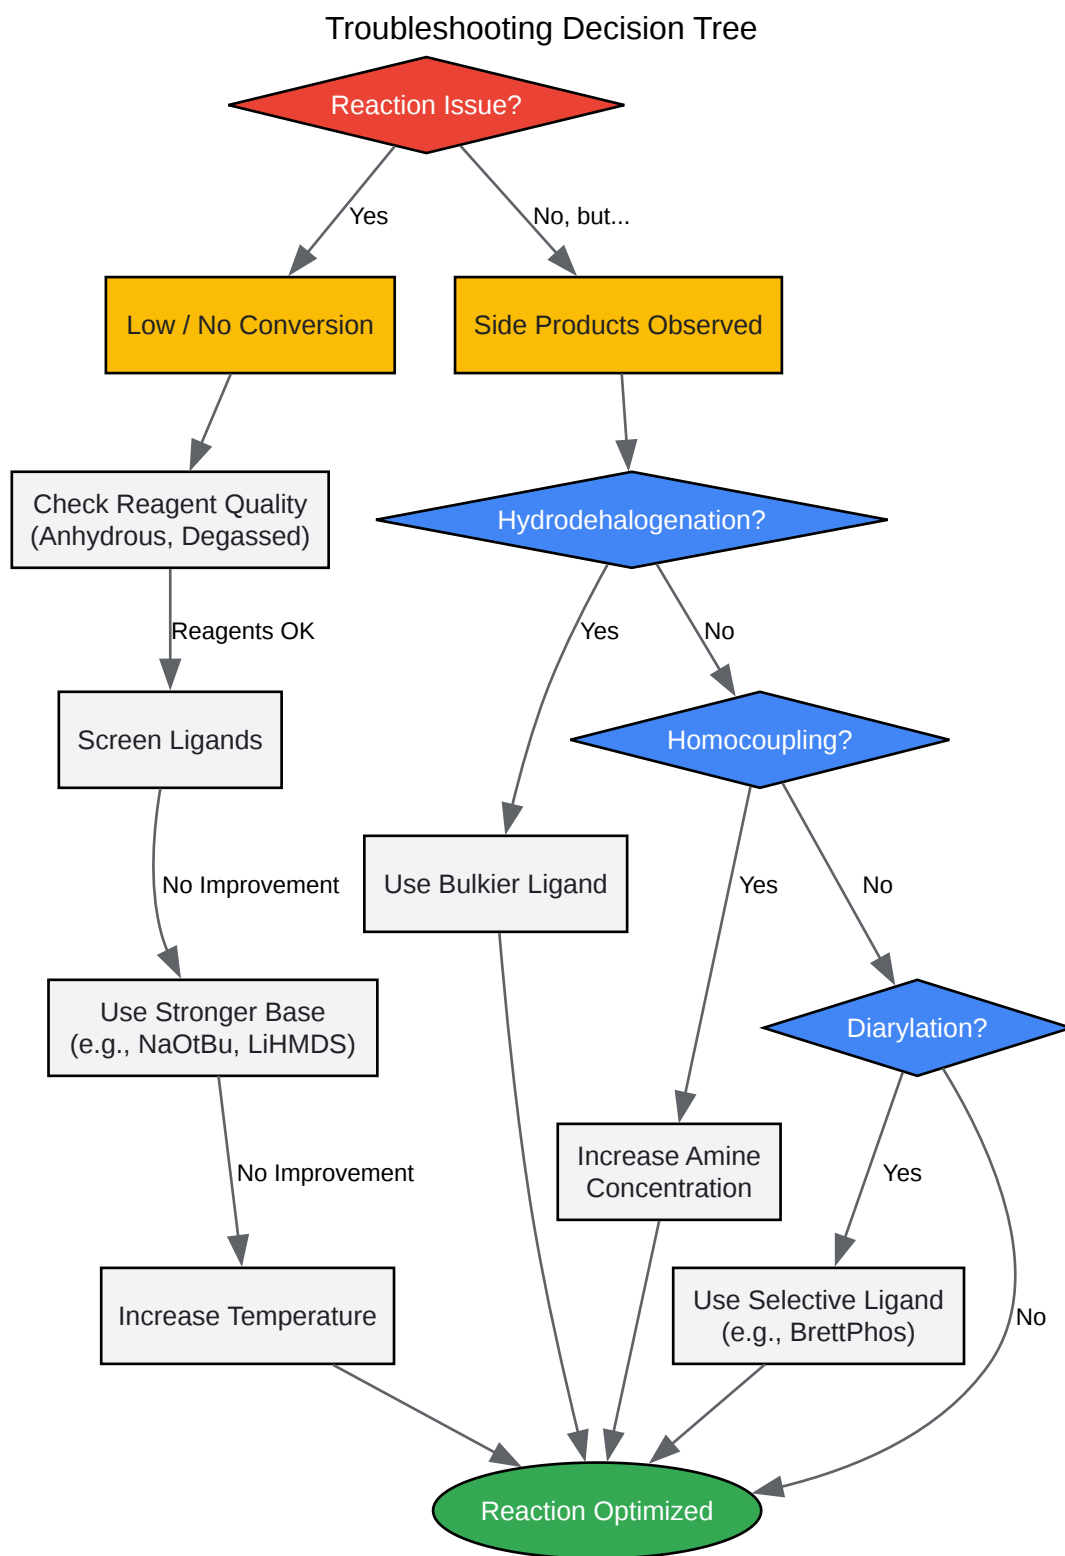 Troubleshooting Decision Tree
Reaction Issue?
Yes
No, but...
Low / No Conversion
Side Products Observed
Check Reagent Quality
(Anhydrous, Degassed)
Hydrodehalogenation?
Reagents OK
Yes
No
Screen Ligands
Homocoupling?
Use Bulkier Ligand
No Improvement
Yes
No
Use Stronger Base
(e.g., NaOtBu, LiHMDS)
Diarylation?
Increase Amine
Concentration
No Improvement
Yes
Increase Temperature
Use Selective Ligand
(e.g., BrettPhos)
No
Reaction Optimized